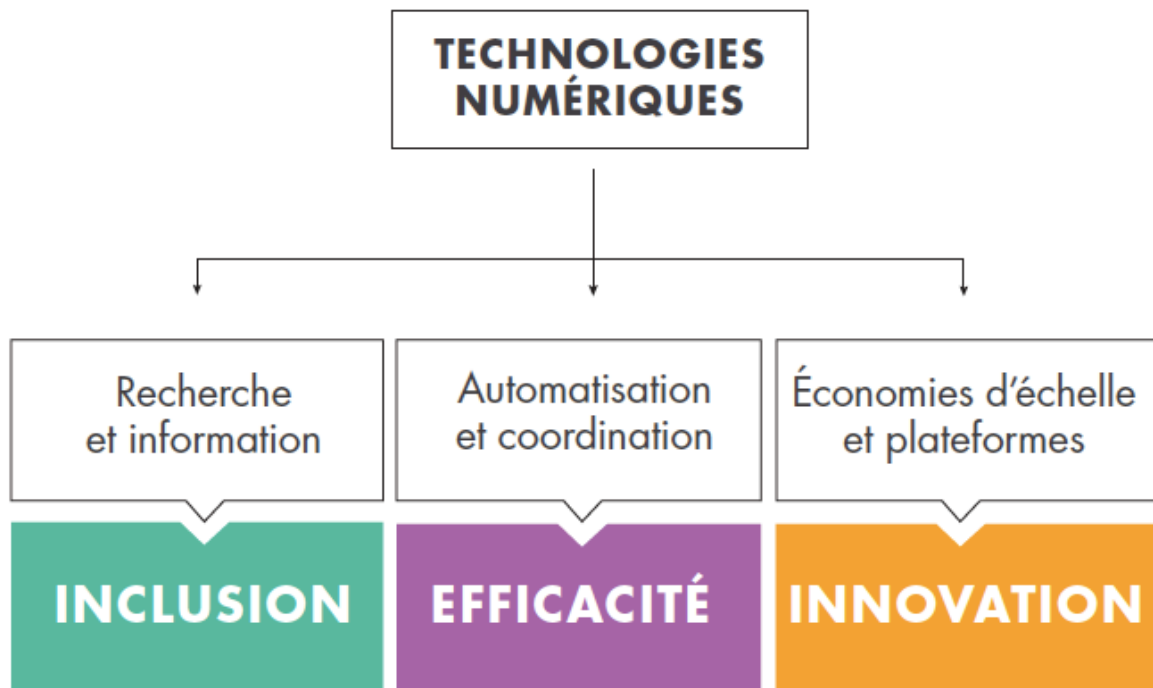 TECHNOLOGIES
NUMÉRIQUES
Recherche
et information
Automatisation
et coordination
Économies d’échelle
et plateformes
INCLUSION
EFFICACITÉ
INNOVATION